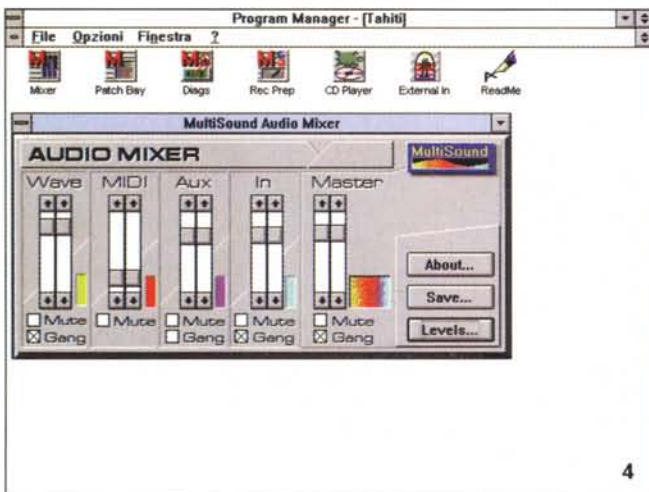 Program Manager - [Tahiti]
File Opzioni Finestra ?
Mixer Patch Bay Diags Rec Prep CD Player External In ReadMe
MultiSound Audio Mixer
AUDIO MIXER
MultiSound
Wave MIDI Aux In Master
About...
Save...
Mute Mute Mute Mute Mute
Gang Gang Gang Gang
Levels...
4